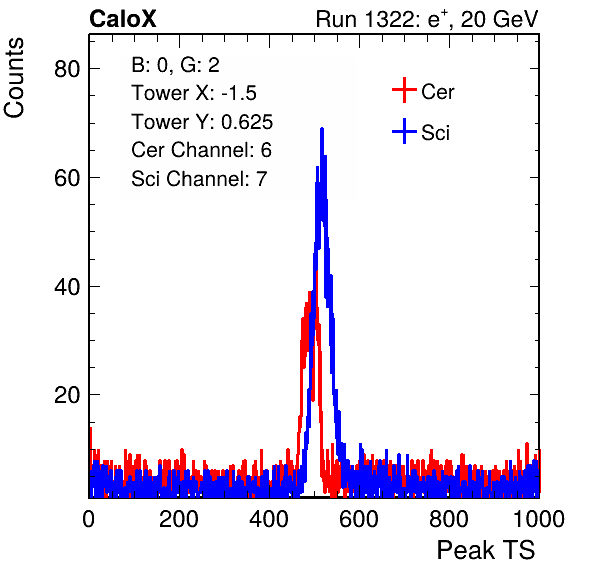 CaloX
Run 1322: e+, 20 GeV
Counts
B: 0, G: 2
Tower X: -1.5
Tower Y: 0.625
Cer Channel: 6
Sci Channel: 7
Cer
Sci
80
60
40
20
0 200 400 600 800 1000
Peak TS